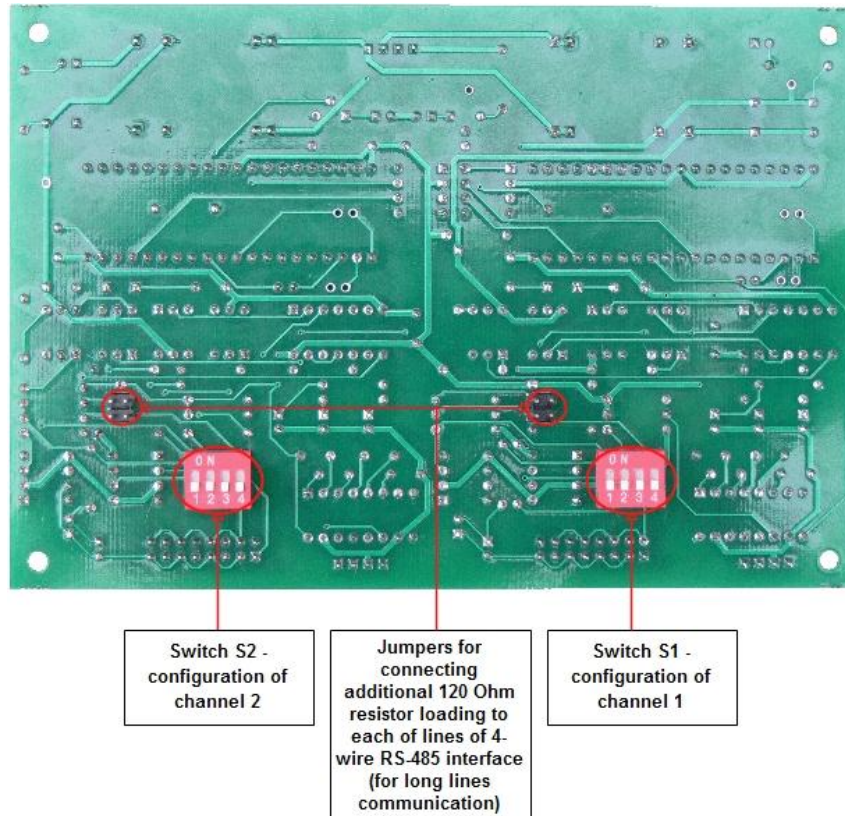 ON
1 2 3 4
ON
1 2 3 4
Switch S2 -
configuration of
channel 2
Jumpers for
connecting
additional 120 Ohm
resistor loading to
each of lines of 4-
wire RS-485 interface
(for long lines
communication)
Switch S1 -
configuration of
channel 1